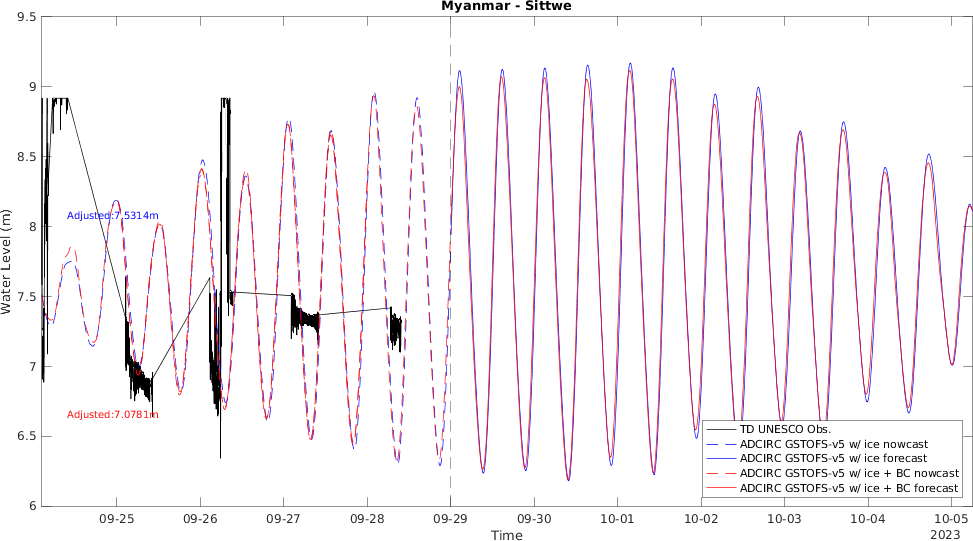 Myanmar - Sittwe
9.5
9
8.5
8
7.5
7
6.5
6
Water Level (m)
Adjusted:7.5314m
Adjusted:7.0781m
TD UNESCO Obs.
ADCIRC GSTOFS-v5 w/ ice nowcast
ADCIRC GSTOFS-v5 w/ ice forecast
ADCIRC GSTOFS-v5 w/ ice + BC nowcast
ADCIRC GSTOFS-v5 w/ ice + BC forecast
09-25 09-26 09-27 09-28 09-29 09-30 10-01 10-02 10-03 10-04 10-05
2023
Time